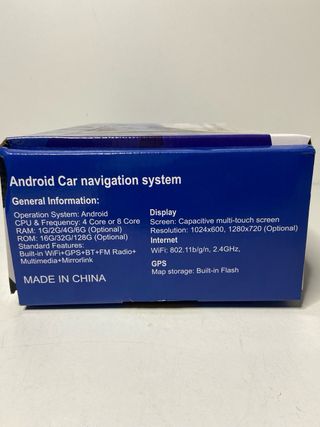 Android Car navigation system
General Information:
Operation System: Android
CPU & Frequency: 4 Core or 8 Core
RAM: 1G/2G/4G/6G (Optional)
ROM: 16G/32G/128G (Optional)
Standard Features:
Built-in WiFi+GPS+BT+FM Radio+
Multimedia+Mirrorlink
MADE IN CHINA
Display
Screen: Capacitive multi-touch screen
Resolution: 1024x600, 1280x720 (Optional)
Internet
WiFi: 802.11b/g/n, 2.4GHz,
GPS
Map storage: Built-in Flash